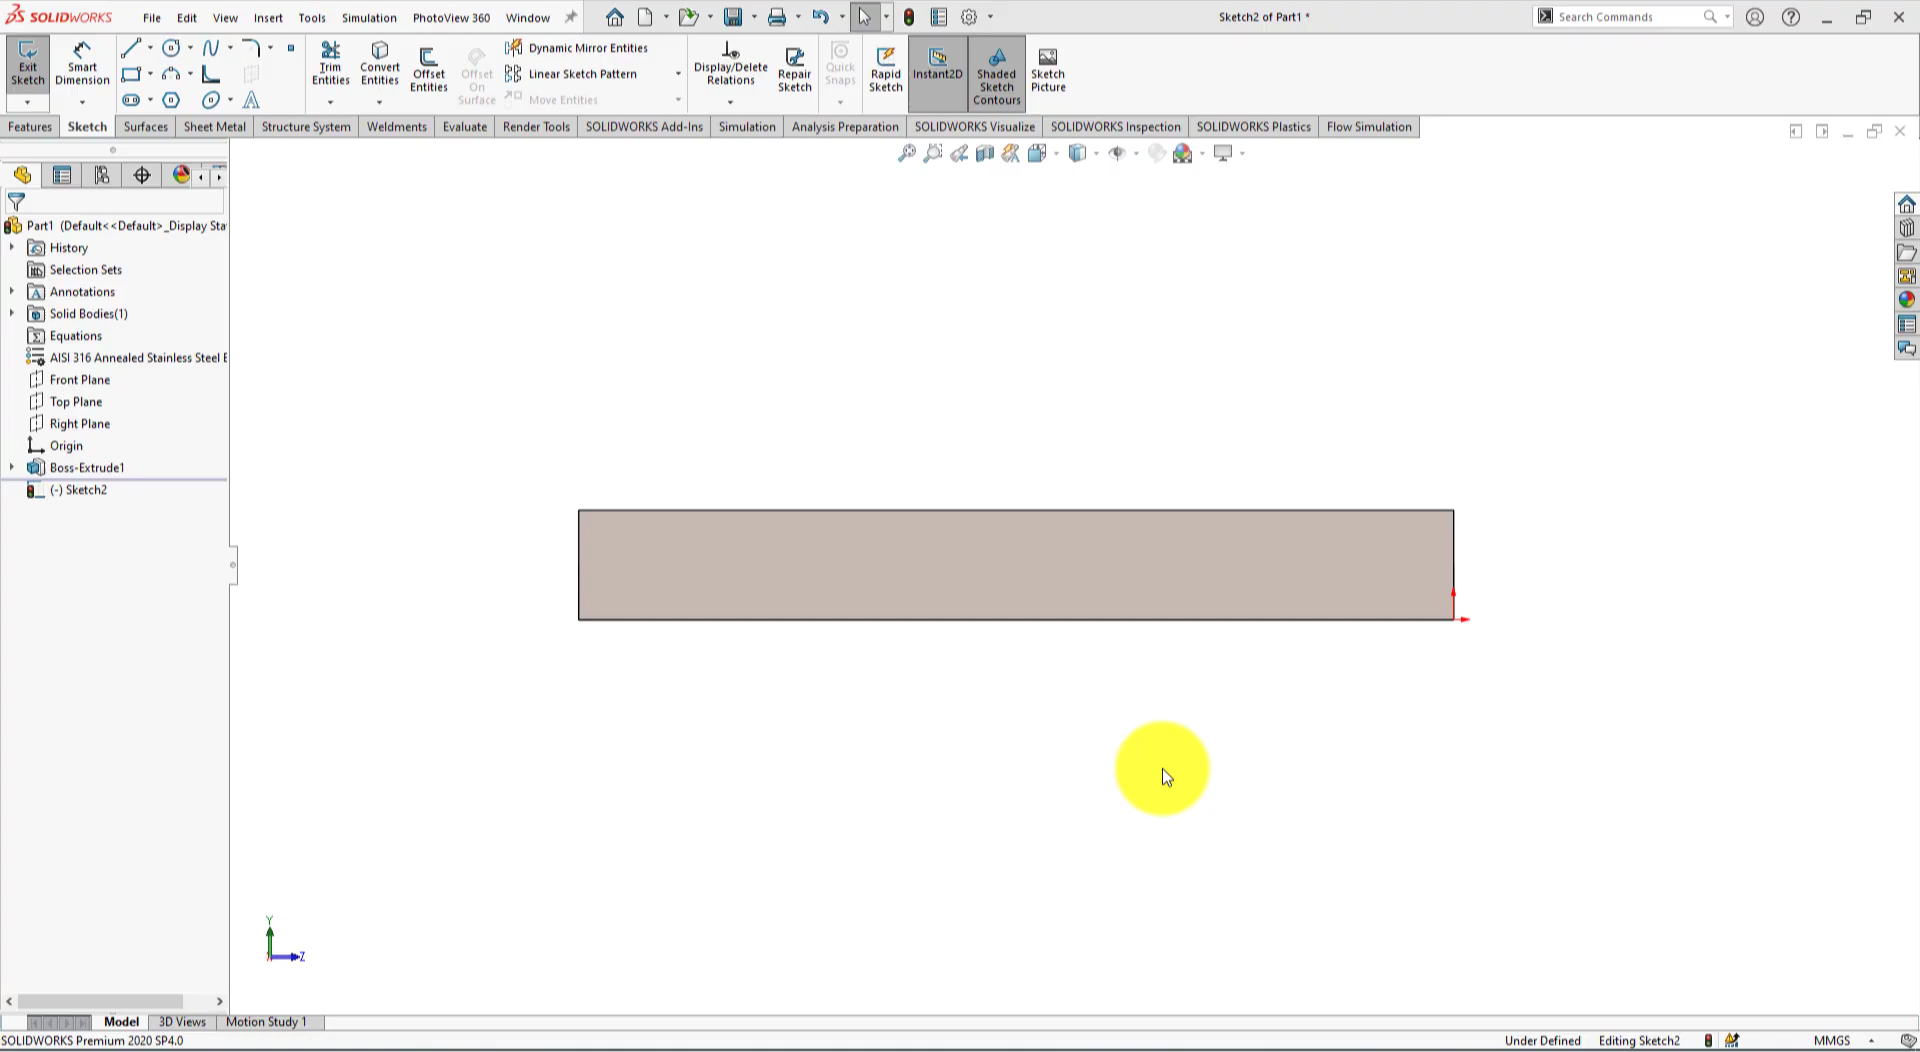 SOLIDWORKS File Edit View Insert Tools Simulation PhotoView 360 Window Sketch2 of Part1 * Search Commands
Exit Sketch
Smart Dimension
Trim Entities
Convert Entities
Offset Entities
Offset On Surface
Dynamic Mirror Entities
Linear Sketch Pattern
Move Entities
Display/Delete Relations
Repair Sketch
Quick Snaps
Rapid Sketch
Instant2D
Shaded Sketch Contours
Sketch Picture
Features Sketch Surfaces Sheet Metal Structure System Weldments Evaluate Render Tools SOLIDWORKS Add-Ins Simulation Analysis Preparation SOLIDWORKS Visualize SOLIDWORKS Inspection SOLIDWORKS Plastics Flow Simulation
Part1 (Default<<Default>_Display Sta
History
Selection Sets
Annotations
Solid Bodies(1)
Equations
AISI 316 Annealed Stainless Steel B
Front Plane
Top Plane
Right Plane
Origin
Boss-Extrude1
(-) Sketch2
Y
Z
Model 3D Views Motion Study 1
SOLIDWORKS Premium 2020 SP4.0 Under Defined Editing Sketch2 MMGS